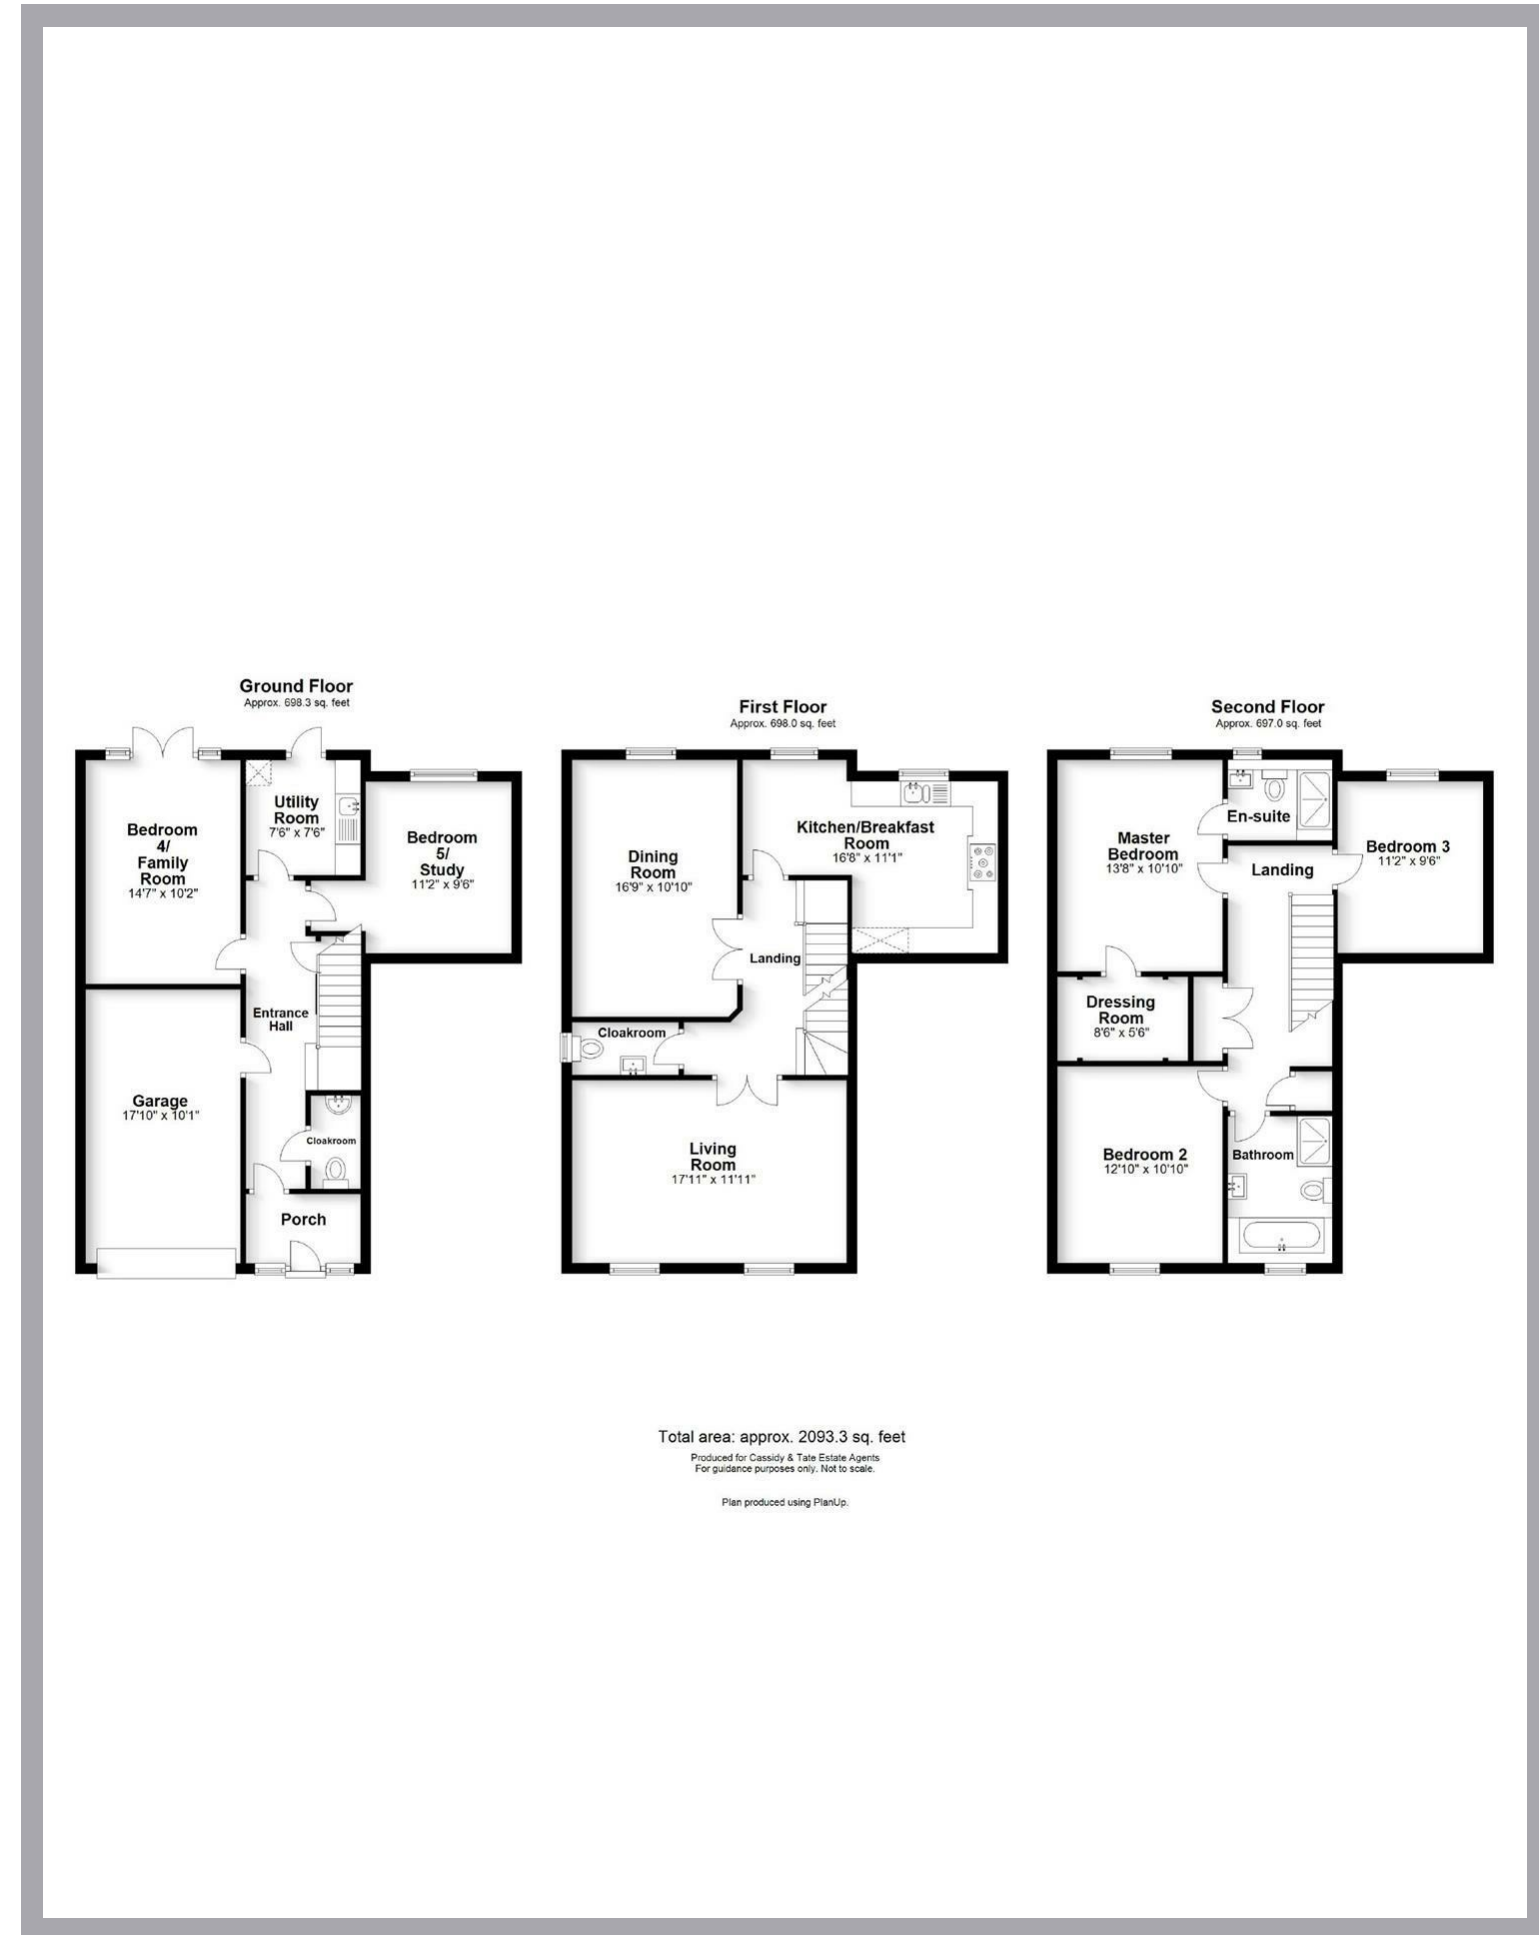 Ground Floor
Approx. 698.3 sq. feet
Bedroom
4/
Family
Room
14'7" x 10'2"
Utility
Room
7'6" x 7'6"
Bedroom
5/
Study
11'2" x 9'6"
Entrance
Hall
Garage
17'10" x 10'1"
Cloakroom
Porch
First Floor
Approx. 698.0 sq. feet
Dining
Room
16'9" x 10'10"
Kitchen/Breakfast
Room
16'8" x 11'1"
Landing
Cloakroom
Living
Room
17'11" x 11'11"
Second Floor
Approx. 697.0 sq. feet
Master
Bedroom
13'8" x 10'10"
En-suite
Landing
Bedroom 3
11'2" x 9'6"
Dressing
Room
8'6" x 5'6"
Bedroom 2
12'10" x 10'10"
Bathroom
Total area: approx. 2093.3 sq. feet
Produced for Cassidy & Tate Estate Agents
For guidance purposes only. Not to scale.
Plan produced using PlanUp.